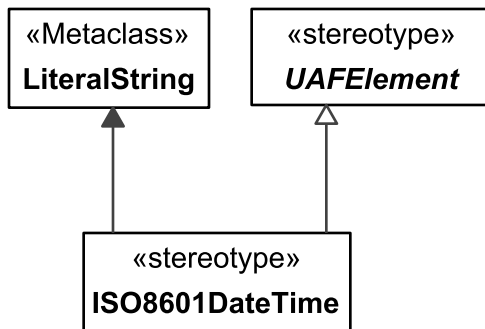 «Metaclass»
LiteralString
«stereotype»
UAFElement
«stereotype»
ISO8601DateTime